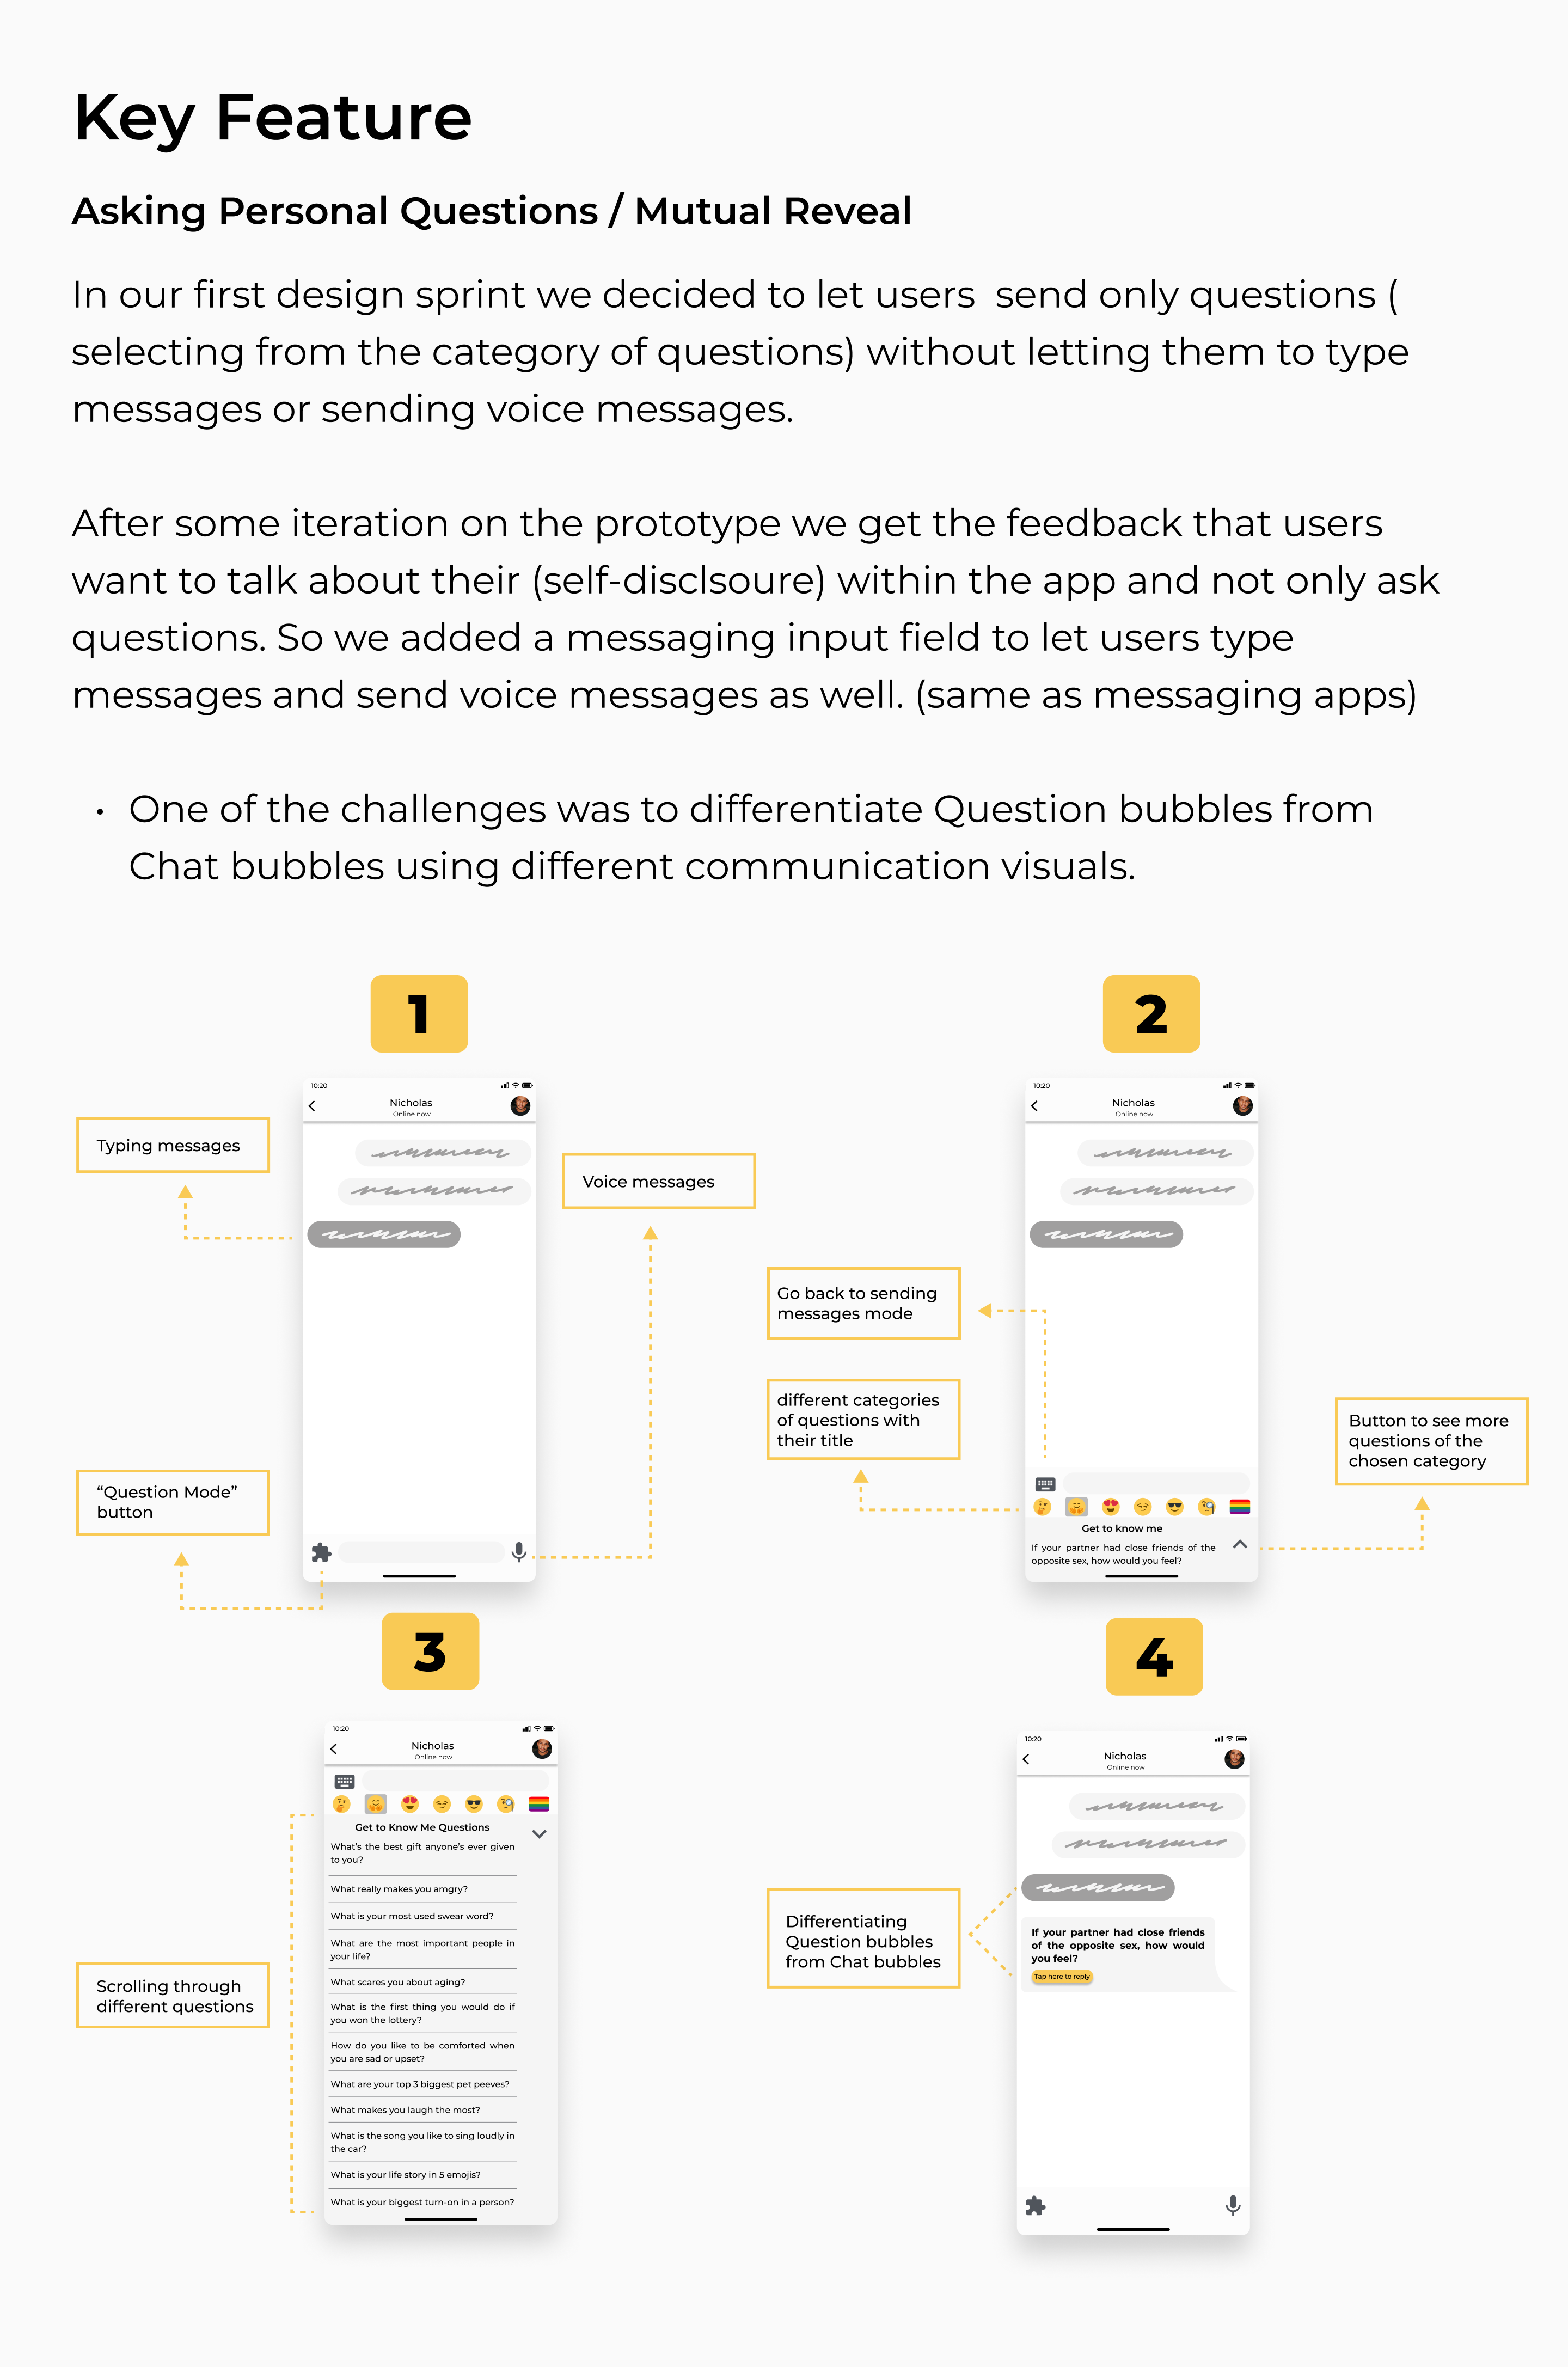 Key Feature
Asking Personal Questions / Mutual Reveal
In our first design sprint we decided to let users  send only questions (
selecting from the category of questions) without letting them to type
messages or sending voice messages.
After some iteration on the prototype we get the feedback that users
want to talk about their (self-disclsoure) within the app and not only ask
questions. So we added a messaging input field to let users type
messages and send voice messages as well. (same as messaging apps)
• One of the challenges was to differentiate Question bubbles from
Chat bubbles using different communication visuals.
1
10:20
Nicholas
Online now
Typing messages
Voice messages
“Question Mode”
button
2
10:20
Nicholas
Online now
Go back to sending
messages mode
different categories
of questions with
their title
Button to see more
questions of the
chosen category
Get to know me
If your partner had close friends of the
opposite sex, how would you feel?
3
10:20
Nicholas
Online now
Get to Know Me Questions
What’s the best gift anyone’s ever given
to you?
What really makes you amgry?
What is your most used swear word?
What are the most important people in
your life?
What scares you about aging?
What is the first thing you would do if
you won the lottery?
How do you like to be comforted when
you are sad or upset?
What are your top 3 biggest pet peeves?
What makes you laugh the most?
What is the song you like to sing loudly in
the car?
What is your life story in 5 emojis?
What is your biggest turn-on in a person?
Scrolling through
different questions
4
10:20
Nicholas
Online now
Differentiating
Question bubbles
from Chat bubbles
If your partner had close friends
of the opposite sex, how would
you feel?
Tap here to reply